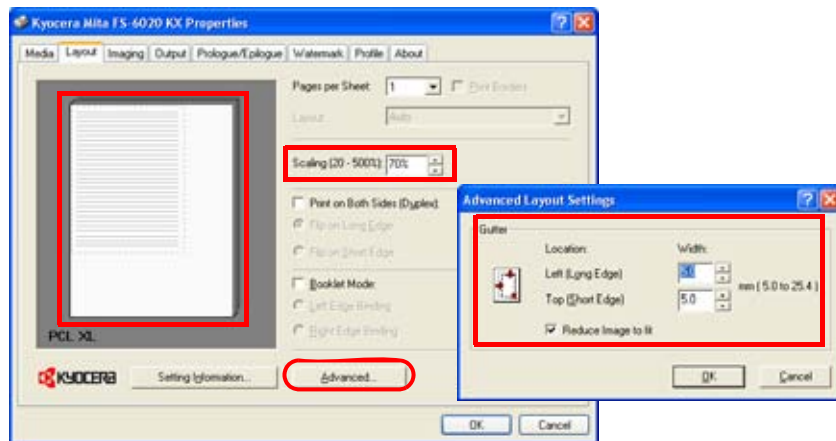 Kyocera Mita FS-6020 KX Properties
Media Layout Imaging Output Prologue/Epilogue Watermark Profile About
Pages per Sheet: 1 Print Borders
Layout: Auto
Scaling (20 - 500%): 70%
Print on Both Sides (Duplex):
Flip on Long Edge
Flip on Short Edge
Booklet Mode:
Left Edge Binding
Right Edge Binding
PCL XL
KYOCERA Setting Information... Advanced...
OK Cancel
Advanced Layout Settings
Gutter
Location: Width:
Left (Long Edge) 5.0
mm ( 5.0 to 25.4 )
Top (Short Edge) 5.0
Reduce Image to fit
OK Cancel